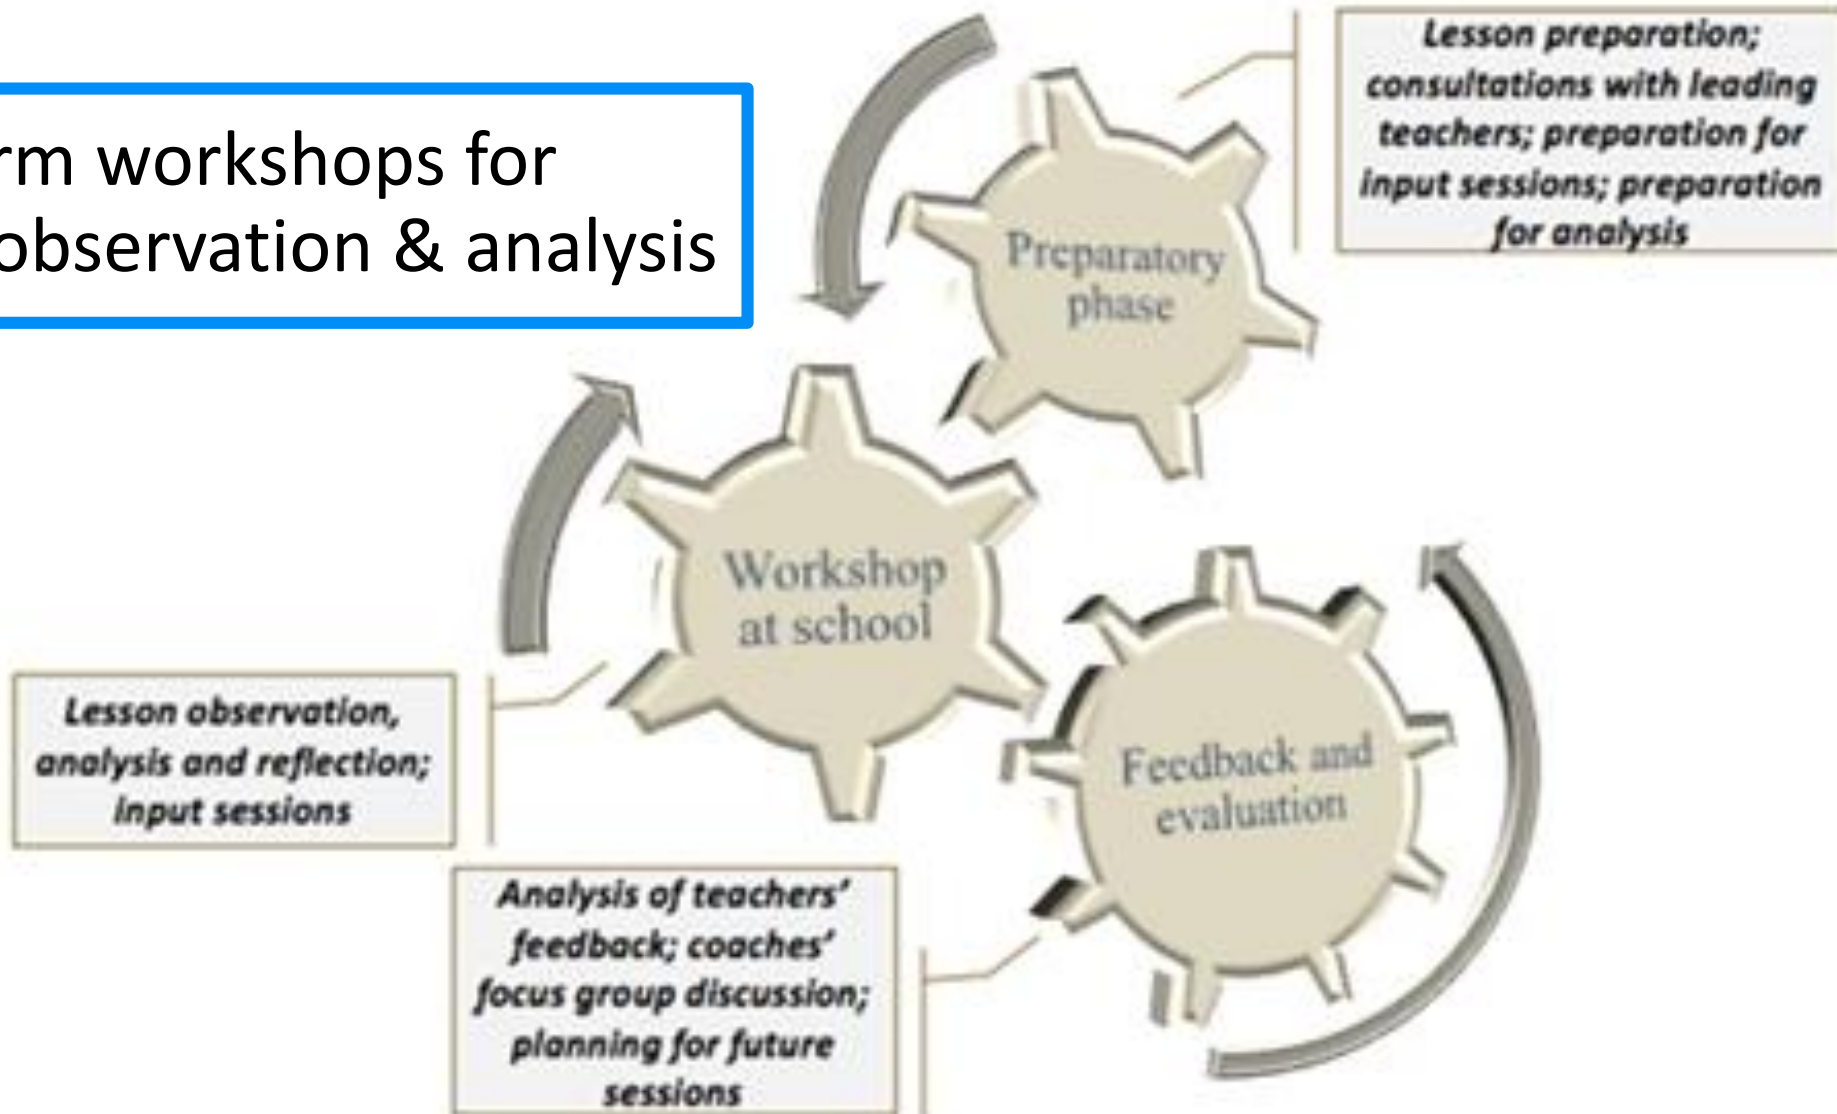 rm workshops for
observation & analysis
Lesson preparation;
consultations with leading
teachers; preparation for
input sessions; preparation
for analysis
Preparatory
phase
Workshop
at school
Lesson observation,
analysis and reflection;
input sessions
Feedback and
evaluation
Analysis of teachers'
feedback; coaches'
focus group discussion;
planning for future
sessions